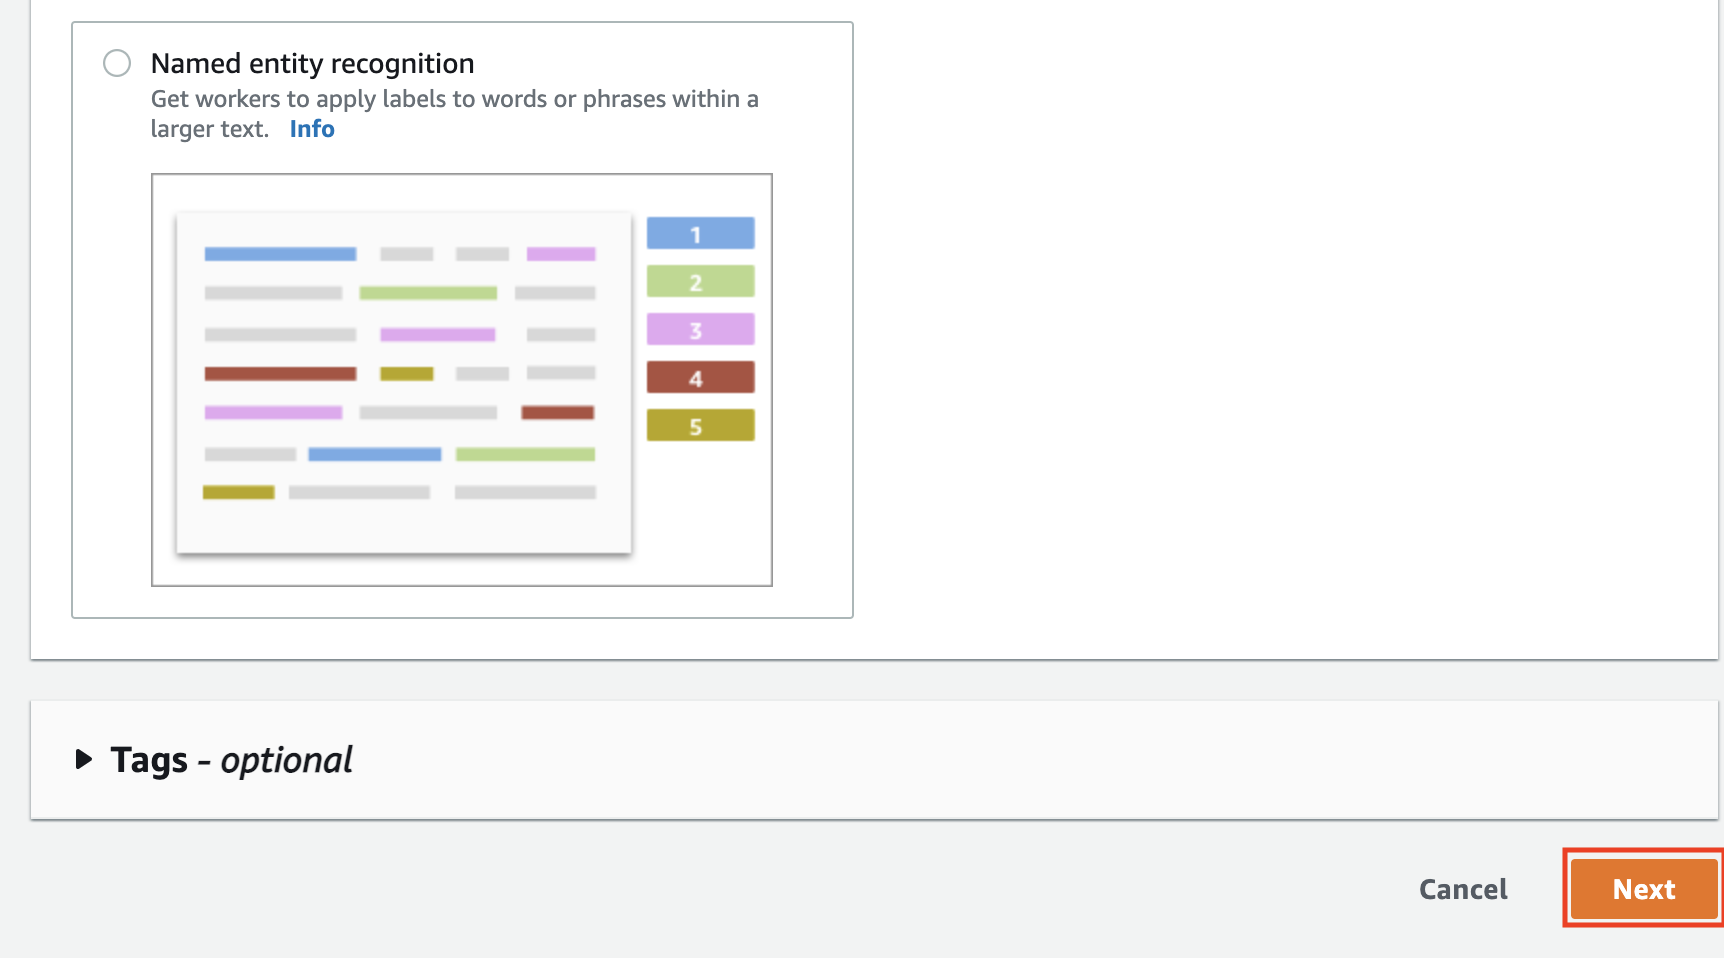 Named entity recognition
Get workers to apply labels to words or phrases within a
larger text. Info
1
2
3
4
5
Tags - optional
Cancel
Next